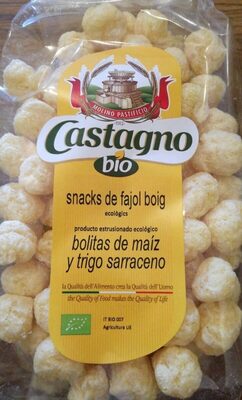 MOLINO PASTIFICIO
Castagno
bio
snacks de fajol boig
ecològics
producto estrusionado ecológico
bolitas de maíz
y trigo sarraceno
la Qualità dell'Alimento crea la Qualità dell'Uomo
the Quality of Food makes the Quality of Life
IT BIO 007
Agricultura UE